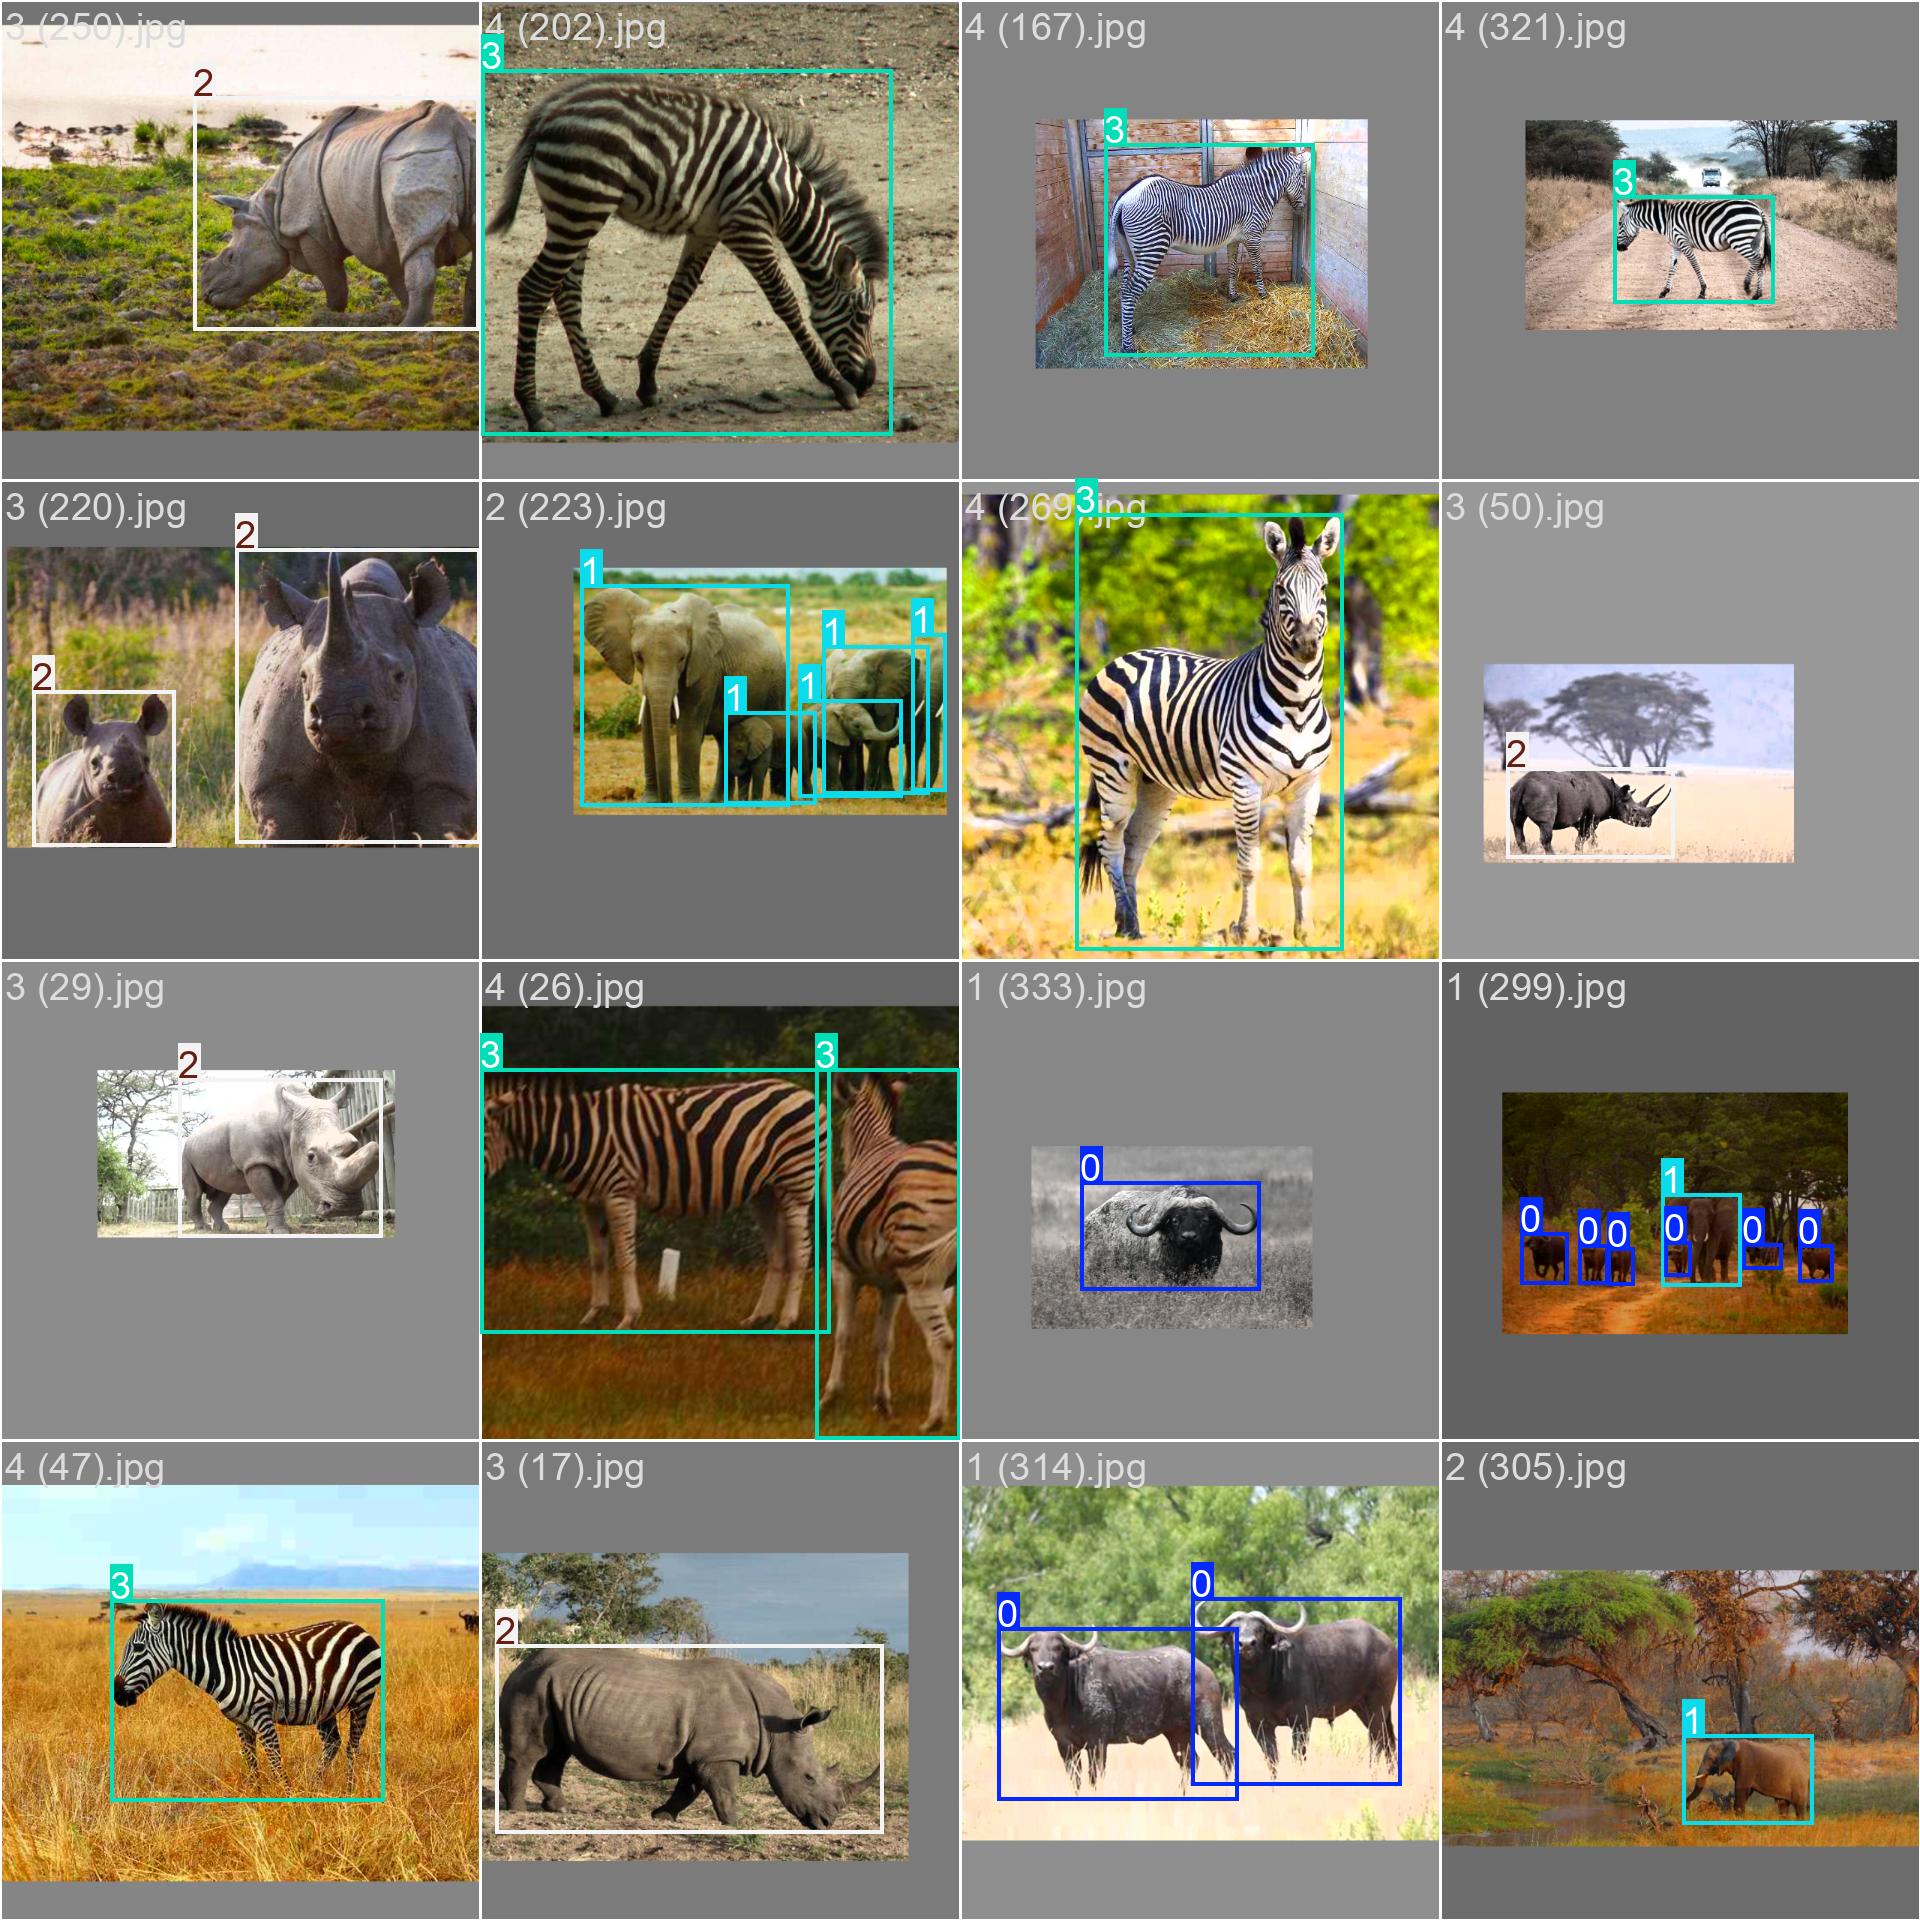 3 (250).jpg
2
4 (202).jpg
3
4 (167).jpg
3
4 (321).jpg
3
3 (220).jpg
2
2
2 (223).jpg
1
1
1
1
1
4 (269).jpg
3
3 (50).jpg
2
3 (29).jpg
2
4 (26).jpg
3
3
1 (333).jpg
0
1 (299).jpg
1
0
0
0
0
0
0
4 (47).jpg
3
3 (17).jpg
2
1 (314).jpg
0
0
2 (305).jpg
1